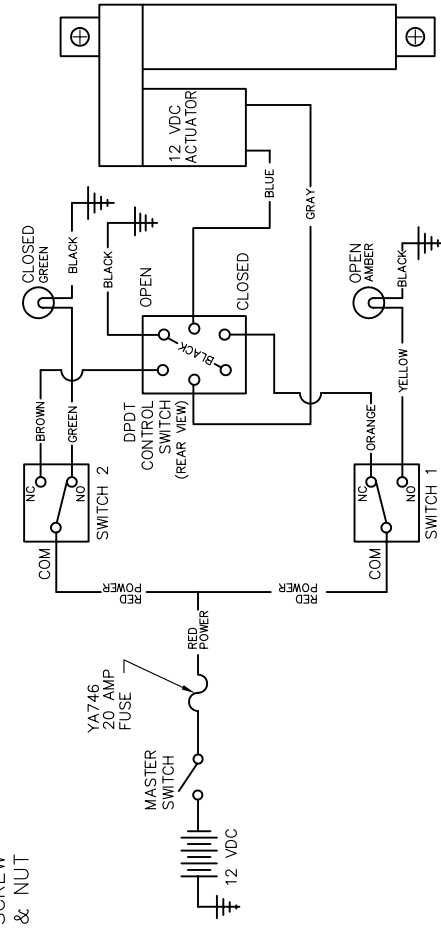 SCREW
& NUT
12 VDC
MASTER
SWITCH
YA746
20 AMP
FUSE
RED
POWER
RED
POWER
RED
POWER
COM
NC
NO
SWITCH 2
BROWN
GREEN
CLOSED
GREEN
BLACK
BLACK
OPEN
CLOSED
BLACK
DPDT
CONTROL
SWITCH
(REAR VIEW)
12 VDC
ACTUATOR
BLUE
GRAY
COM
NC
NO
SWITCH 1
ORANGE
YELLOW
OPEN
AMBER
BLACK